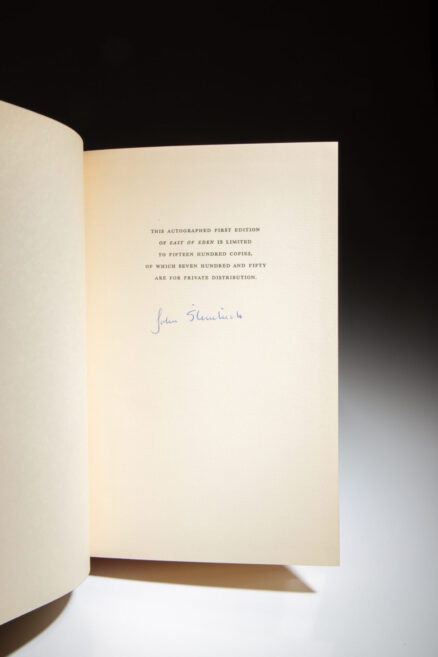 THIS AUTOGRAPHED FIRST EDITION
OF EAST OF EDEN IS LIMITED
TO FIFTEEN HUNDRED COPIES,
OF WHICH SEVEN HUNDRED AND FIFTY
ARE FOR PRIVATE DISTRIBUTION.
John Steinbeck